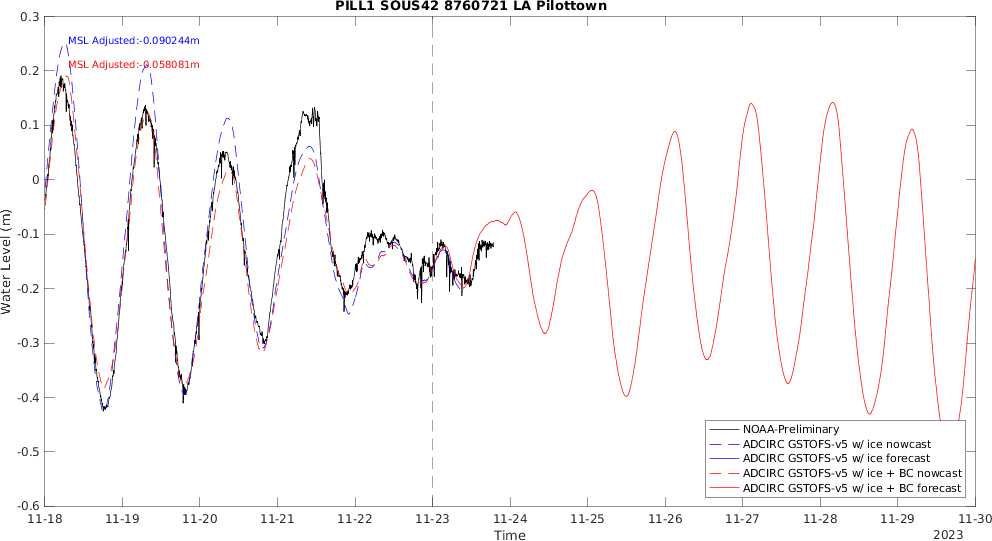 PILL1 SOUS42 8760721 LA Pilottown
0.3
MSL Adjusted:-0.090244m
MSL Adjusted:-0.058081m
0.2
0.1
0
-0.1
-0.2
-0.3
-0.4
-0.5
-0.6
Water Level (m)
NOAA-Preliminary
ADCIRC GSTOFS-v5 w/ ice nowcast
ADCIRC GSTOFS-v5 w/ ice forecast
ADCIRC GSTOFS-v5 w/ ice + BC nowcast
ADCIRC GSTOFS-v5 w/ ice + BC forecast
11-18 11-19 11-20 11-21 11-22 11-23 11-24 11-25 11-26 11-27 11-28 11-29 11-30
Time
2023